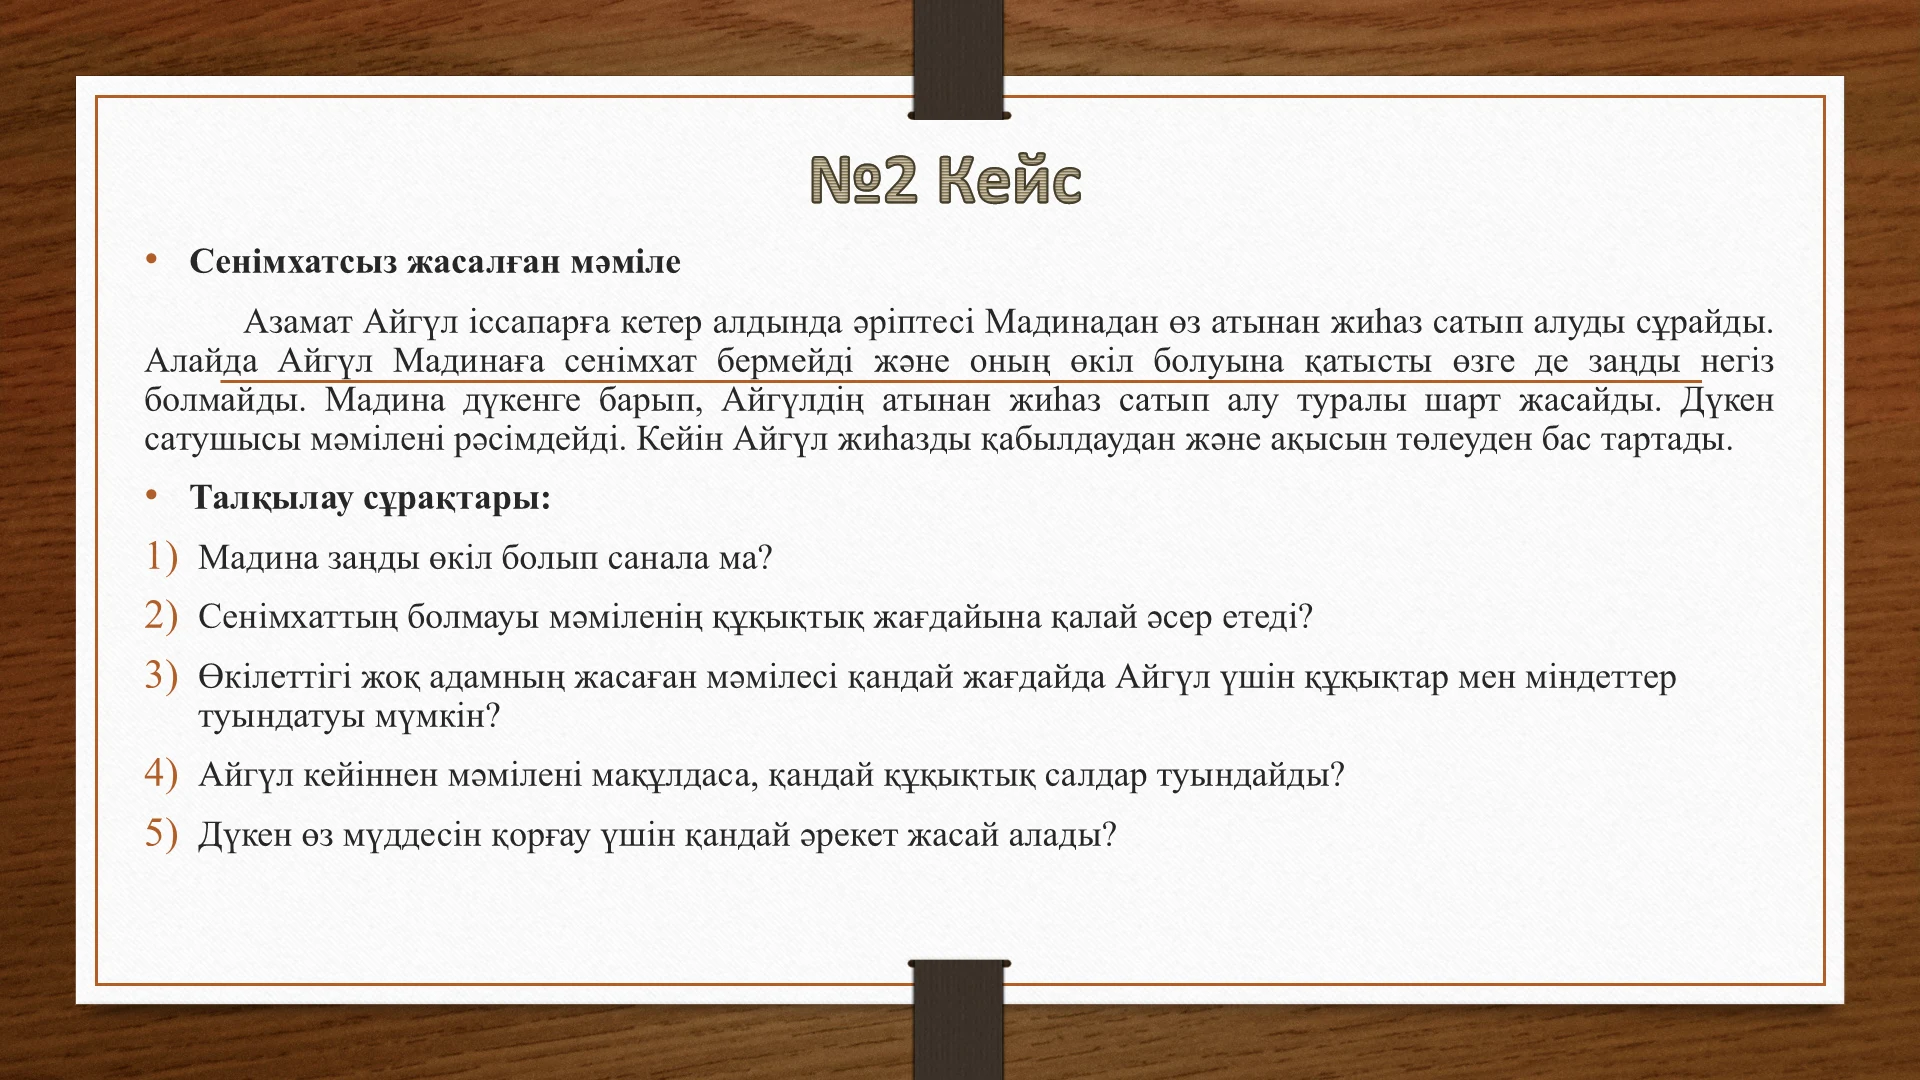 №2 Кейс
• Сенімхатсыз жасалған мәміле
Азамат Айгүл іссапарға кетер алдында әріптесі Мадинадан өз атынан жиһаз сатып алуды сұрайды.
Алайда Айгүл Мадинаға сенімхат бермейді және оның өкіл болуына қатысты өзге де заңды негіз
болмайды. Мадина дүкенге барып, Айгүлдің атынан жиһаз сатып алу туралы шарт жасайды. Дүкен
сатушысы мәмілені рәсімдейді. Кейін Айгүл жиһазды қабылдаудан және ақысын төлеуден бас тартады.
• Талқылау сұрақтары:
1) Мадина заңды өкіл болып санала ма?
2) Сенімхаттың болмауы мәміленің құқықтық жағдайына қалай әсер етеді?
3) Өкілеттігі жоқ адамның жасаған мәмілесі қандай жағдайда Айгүл үшін құқықтар мен міндеттер
туындатуы мүмкін?
4) Айгүл кейіннен мәмілені мақұлдаса, қандай құқықтық салдар туындайды?
5) Дүкен өз мүддесін қорғау үшін қандай әрекет жасай алады?